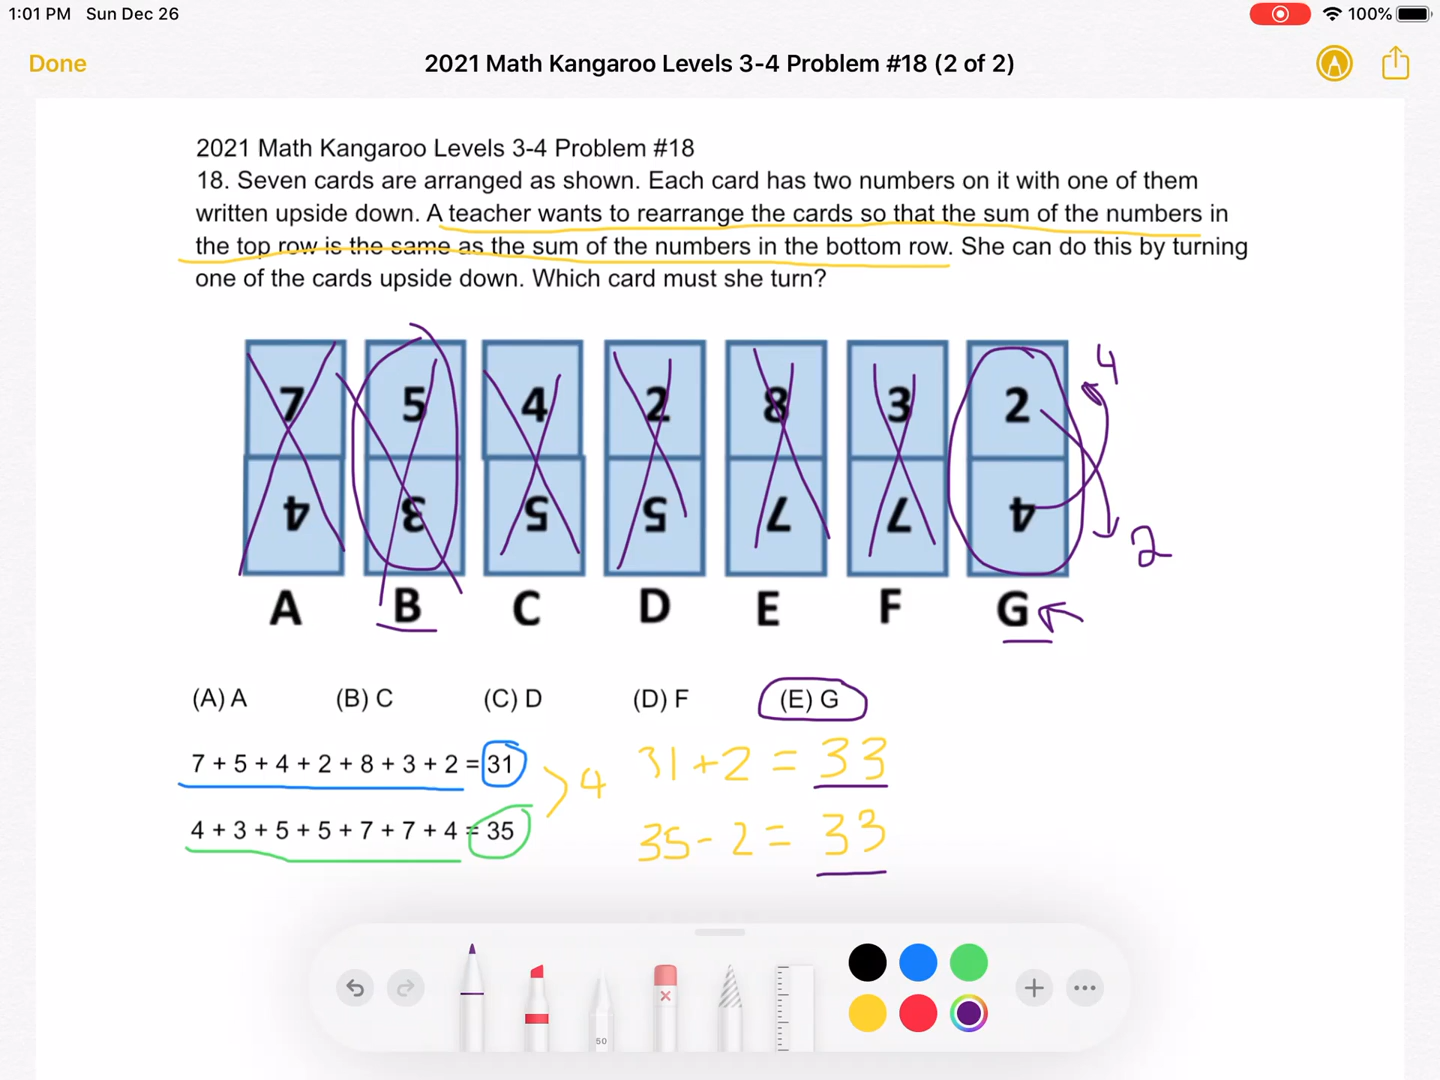 1:01 PM Sun Dec 26 100%
Done 2021 Math Kangaroo Levels 3-4 Problem #18 (2 of 2)
2021 Math Kangaroo Levels 3-4 Problem #18
18. Seven cards are arranged as shown. Each card has two numbers on it with one of them
written upside down. A teacher wants to rearrange the cards so that the sum of the numbers in
the top row is the same as the sum of the numbers in the bottom row. She can do this by turning
one of the cards upside down. Which card must she turn?
7 5 4 2 8 3 2 4
4 3 5 5 7 7 4 2
A B C D E F G
(A) A (B) C (C) D (D) F (E) G
7 + 5 + 4 + 2 + 8 + 3 + 2 = 31 31 + 2 = 33
4
4 + 3 + 5 + 5 + 7 + 7 + 4 = 35 35 - 2 = 33
50